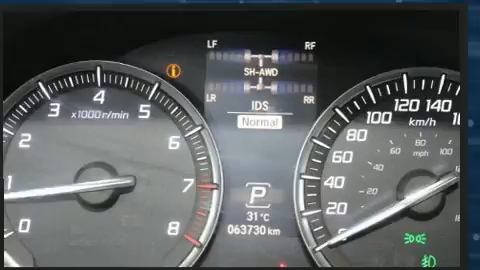 LF RF
SH-AWD
LR RR
IDS
Normal
P
31°C
063730 km
0 1 2 3 4 5 6 7 8
x1000r/min
0 20 40 60 80 100 120 140
km/h
20 40 60 80 100
mph